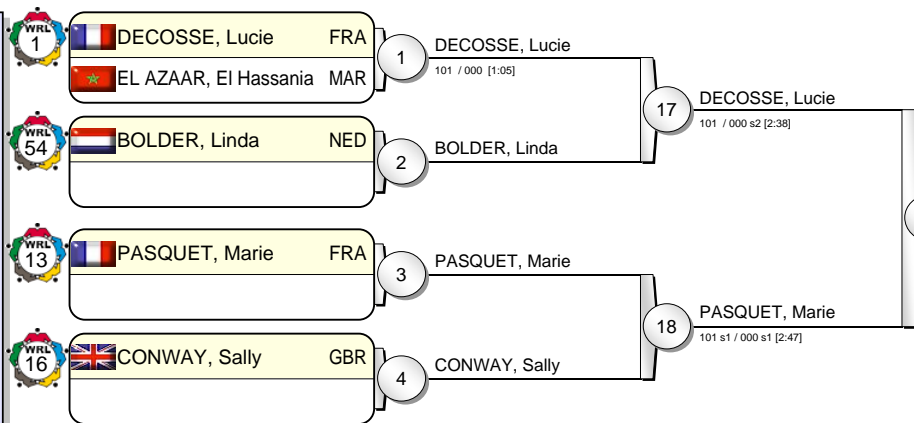 WRL
1
DECOSSE, Lucie FRA
EL AZAAR, El Hassania MAR
1
DECOSSE, Lucie
101 / 000 [1:05]
WRL
54
BOLDER, Linda NED
2
BOLDER, Linda
17
DECOSSE, Lucie
101 / 000 s2 [2:38]
WRL
13
PASQUET, Marie FRA
3
PASQUET, Marie
WRL
16
CONWAY, Sally GBR
4
CONWAY, Sally
18
PASQUET, Marie
101 s1 / 000 s1 [2:47]